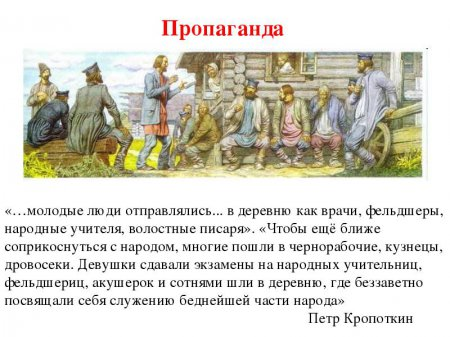 Пропаганда
«…молодые люди отправлялись... в деревню как врачи, фельдшеры,
народные учителя, волостные писаря». «Чтобы ещё ближе
соприкоснуться с народом, многие пошли в чернорабочие, кузнецы,
дровосеки. Девушки сдавали экзамены на народных учительниц,
фельдшериц, акушерок и сотнями шли в деревню, где беззаветно
посвящали себя служению беднейшей части народа»
Петр Кропоткин